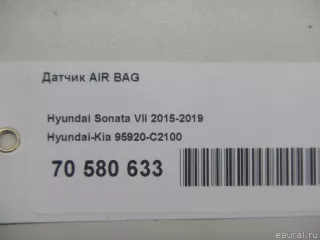 Датчик AIR BAG
Hyundai Sonata VII 2015-2019
Hyundai-Kia 95920-C2100
70 580 633
eaural.ru